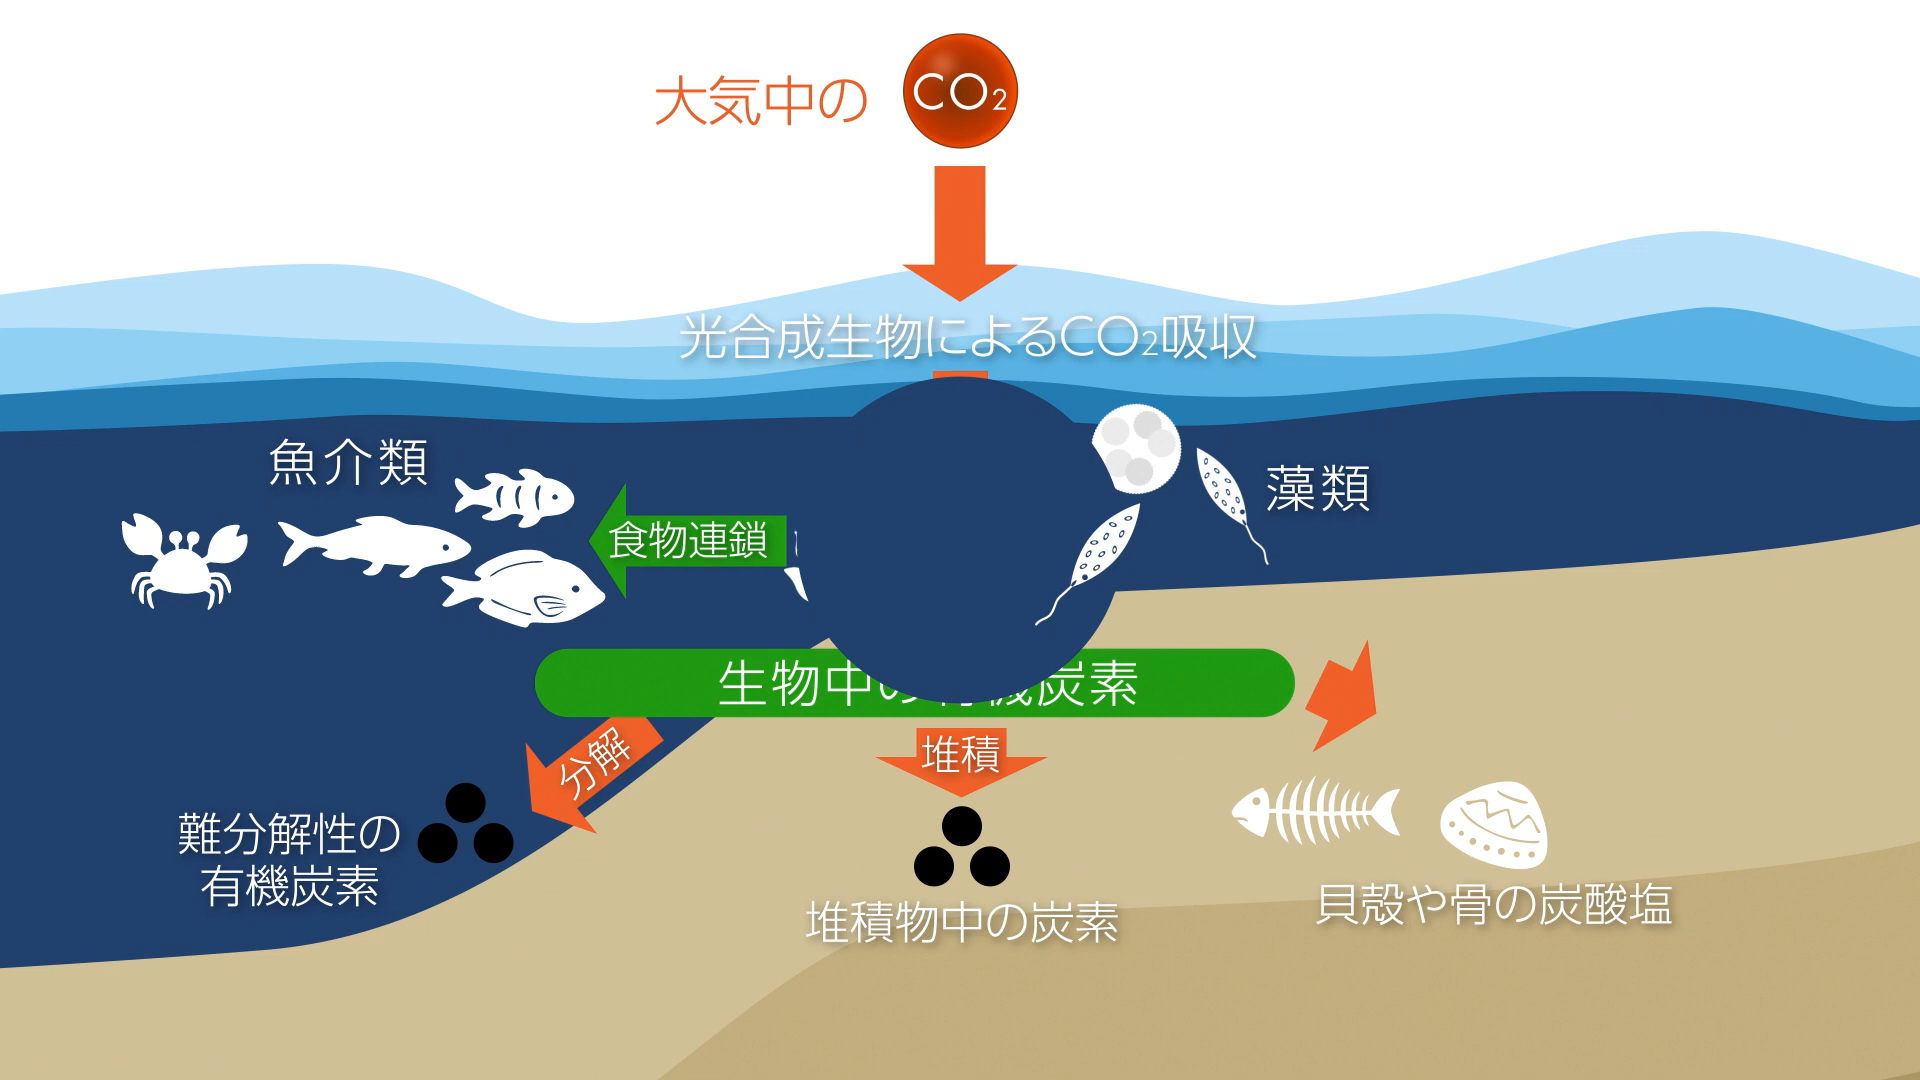 大気中の CO₂
光合成生物によるCO₂吸収
魚介類
藻類
食物連鎖
生物中の 炭素
分解
堆積
難分解性の
有機炭素
堆積物中の炭素
貝殻や骨の炭酸塩